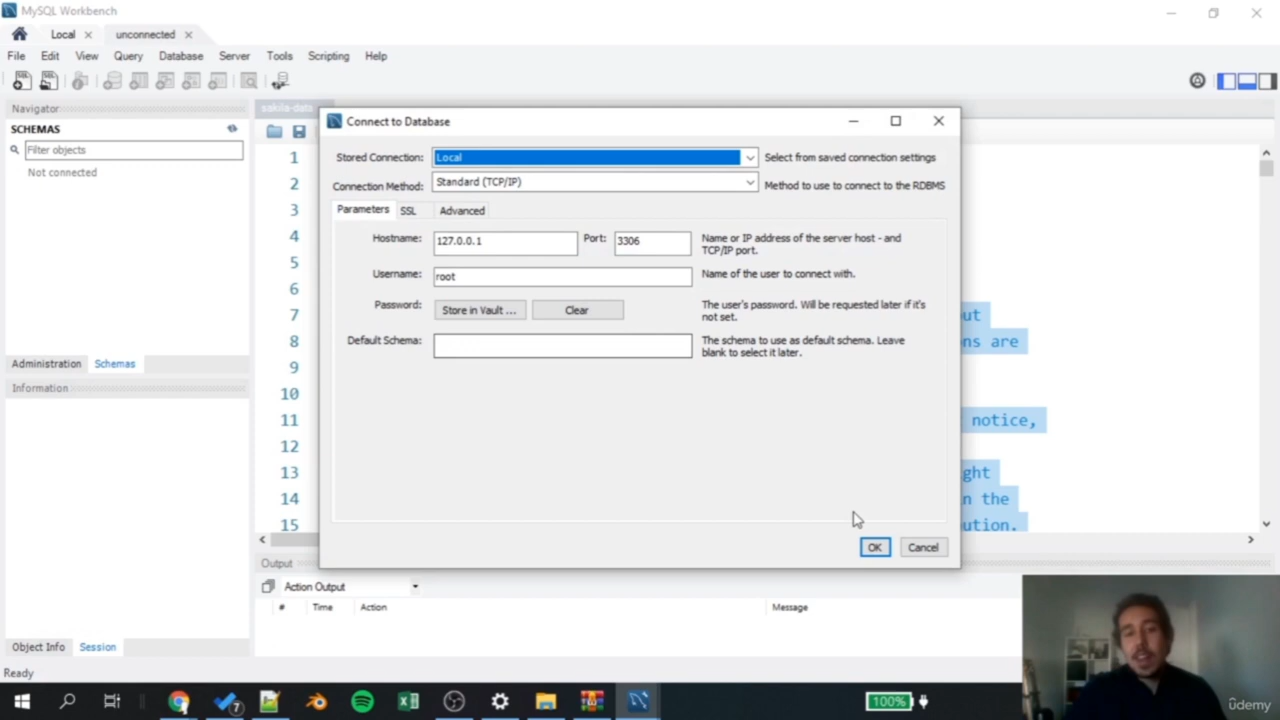 MySQL Workbench
Local
unconnected
File Edit View Query Database Server Tools Scripting Help
Navigator
SCHEMAS
Filter objects
Not connected
Administration Schemas
Information
Object Info Session
Ready
sakila-data
1
2
3
4
5
6
7
8
9
10
11
12
13
14
15
ut
ns are
notice,
ght
n the
ution.
Connect to Database
Stored Connection: Local Select from saved connection settings
Connection Method: Standard (TCP/IP) Method to use to connect to the RDBMS
Parameters SSL Advanced
Hostname: 127.0.0.1 Port: 3306 Name or IP address of the server host - and
TCP/IP port.
Username: root Name of the user to connect with.
Password: Store in Vault ... Clear The user's password. Will be requested later if it's
not set.
Default Schema: The schema to use as default schema. Leave
blank to select it later.
OK Cancel
Output
Action Output
# Time Action Message
7
100%
ûdemy